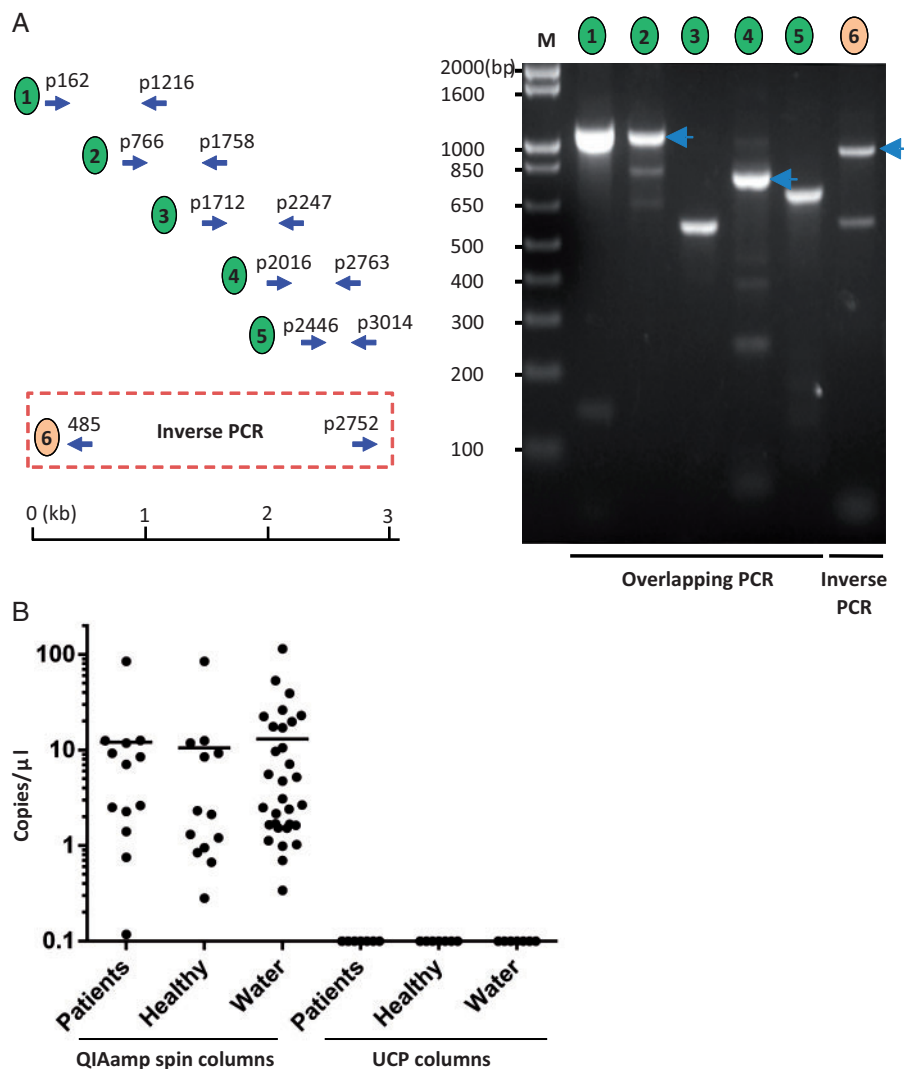 A
1 p162 p1216
2 p766 p1758
3 p1712 p2247
4 p2016 p2763
5 p2446 p3014
6 485 Inverse PCR p2752
0 (kb) 1 2 3
M 1 2 3 4 5 6
2000(bp)
1600
1000
850
650
500
400
300
200
100
Overlapping PCR
Inverse
PCR
B
Copies/µl
100
10
1
0.1
Patients Healthy Water Patients Healthy Water
QIAamp spin columns UCP columns